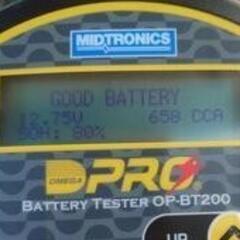 MIDTRONICS
GOOD BATTERY
12.75V 658 CCA
SOH: 80%
OMEGA
PRO
BATTERY TESTER OP-BT200
UP